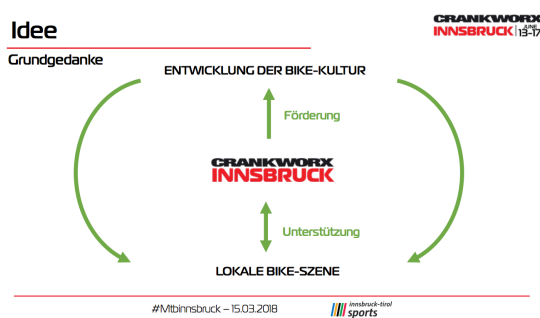 Idee
CRANKWORX
INNSBRUCK | JUNE 13-17
Grundgedanke
ENTWICKLUNG DER BIKE-KULTUR
Förderung
CRANKWORX
INNSBRUCK
Unterstützung
LOKALE BIKE-SZENE
#Mtbinnsbruck – 15.03.2018
innsbruck-tirol
sports